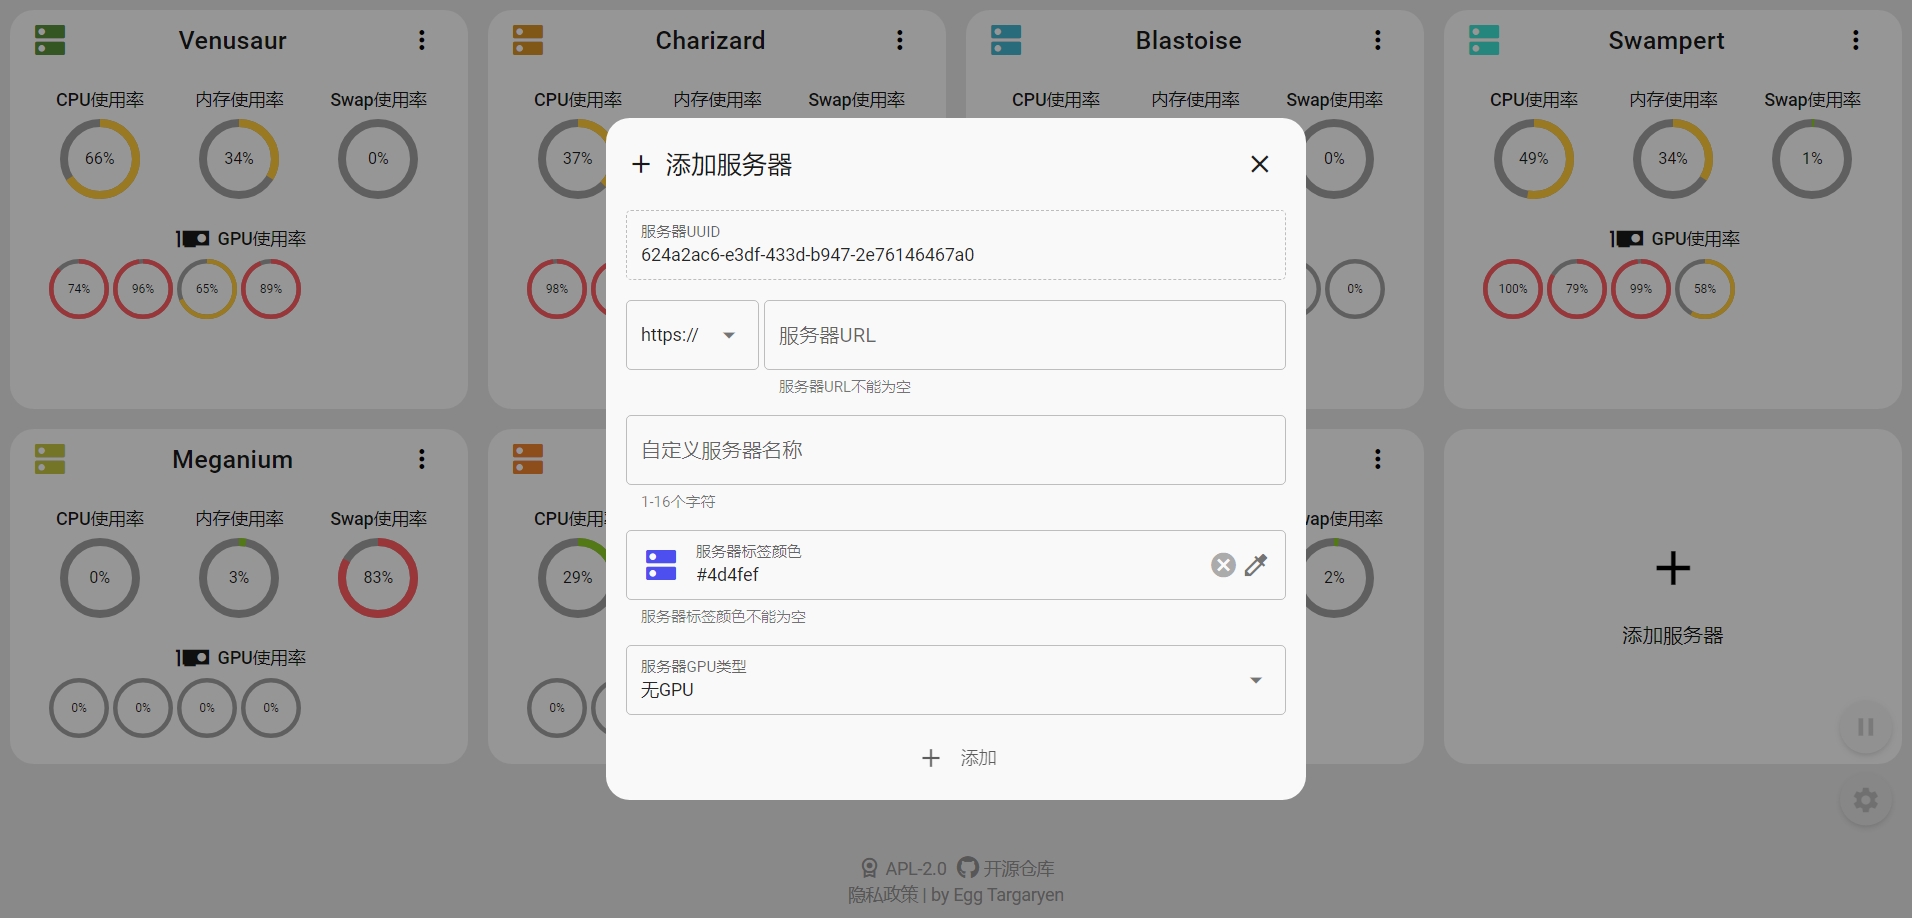 Venusaur
CPU使用率 内存使用率 Swap使用率
66% 34% 0%
GPU使用率
74% 96% 65% 89%
Charizard
CPU使用率 内存使用率 Swap使用率
37%
98%
Blastoise
CPU使用率 内存使用率 Swap使用率
0%
0%
Swampert
CPU使用率 内存使用率 Swap使用率
49% 34% 1%
GPU使用率
100% 79% 99% 58%
添加服务器
服务器UUID
624a2ac6-e3df-433d-b947-2e76146467a0
https:// 服务器URL
服务器URL不能为空
自定义服务器名称
1-16个字符
服务器标签颜色
#4d4fef
服务器标签颜色不能为空
服务器GPU类型
无GPU
添加
Meganium
CPU使用率 内存使用率 Swap使用率
0% 3% 83%
GPU使用率
0% 0% 0% 0%
CPU使用
29%
0%
ap使用率
2%
添加服务器
APL-2.0 开源仓库
隐私政策 | by Egg Targaryen